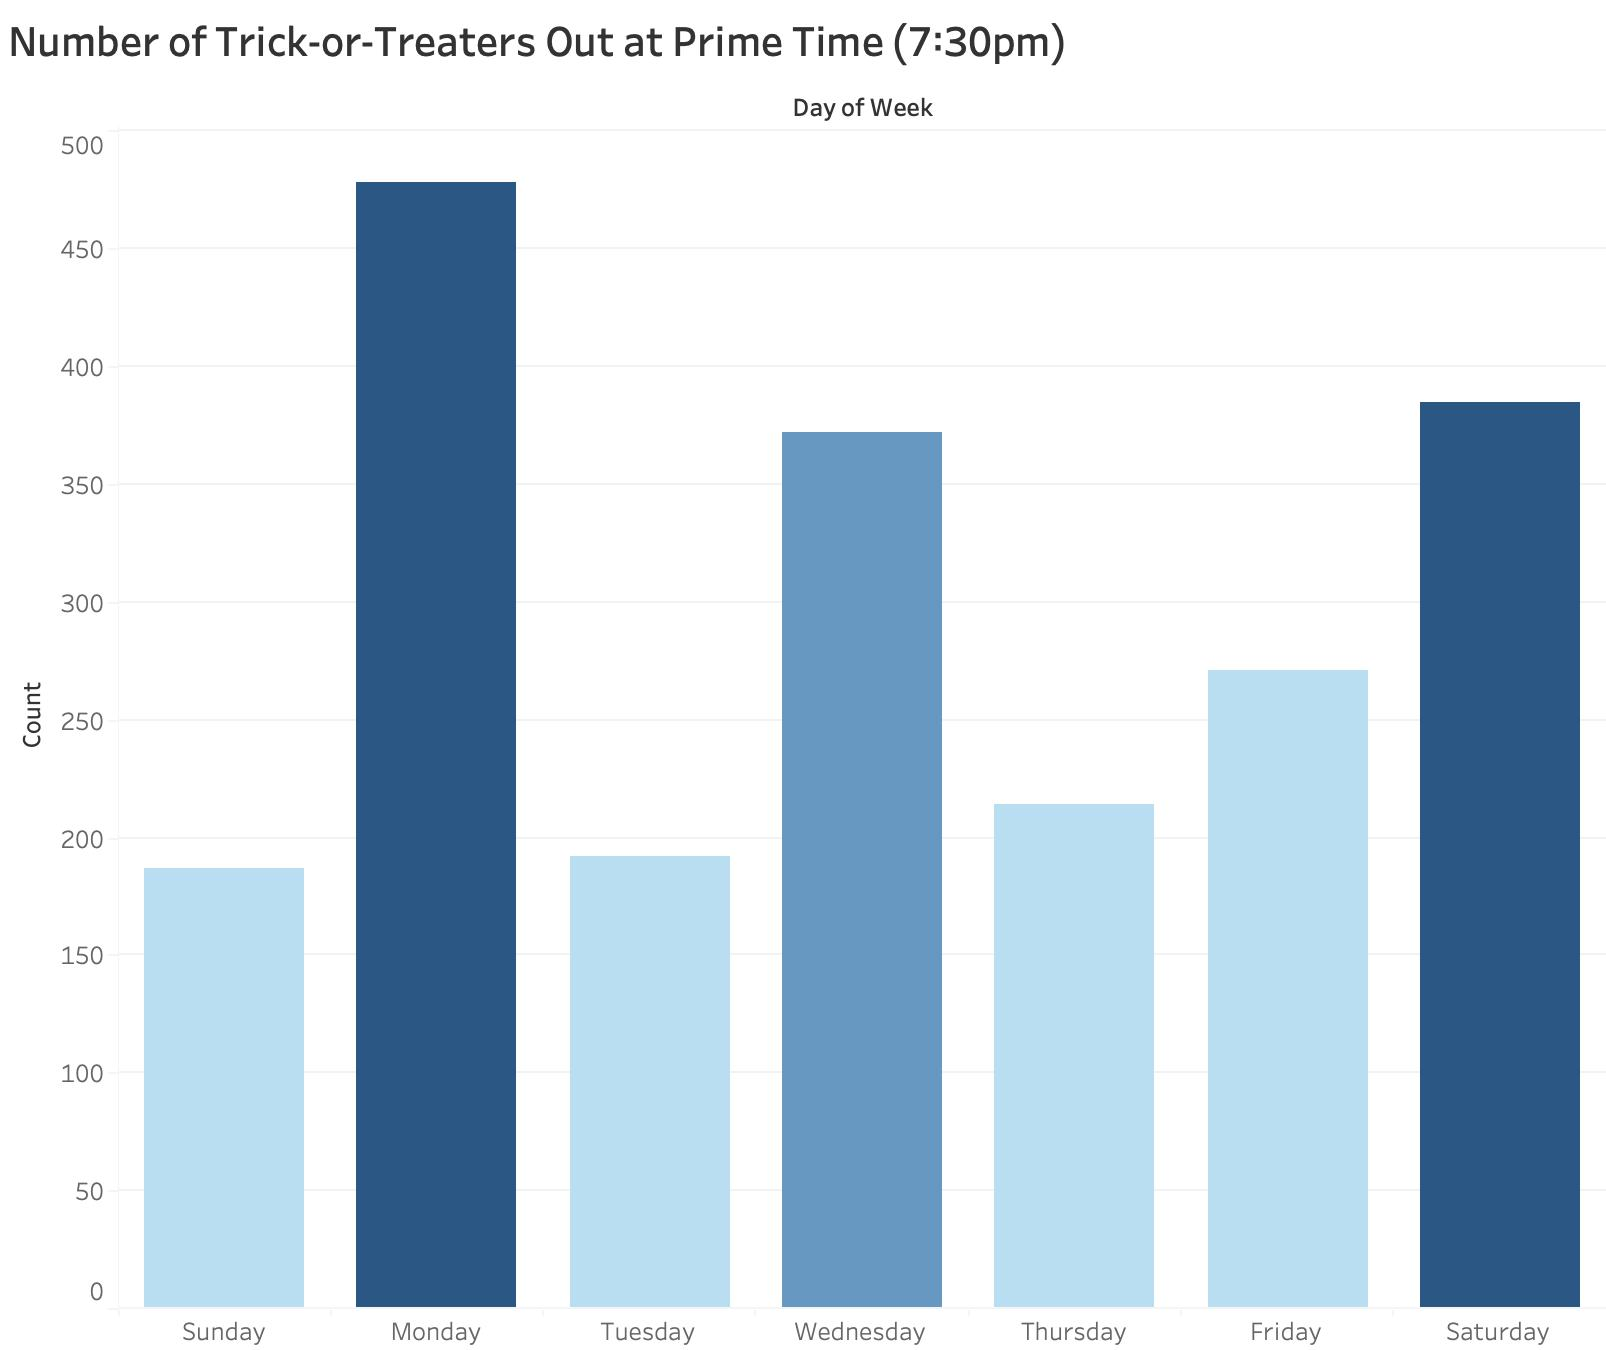 Number of Trick-or-Treaters Out at Prime Time (7:30pm)
Day of Week
500
450
400
350
300
250
200
150
100
50
0
Count
Sunday Monday Tuesday Wednesday Thursday Friday Saturday